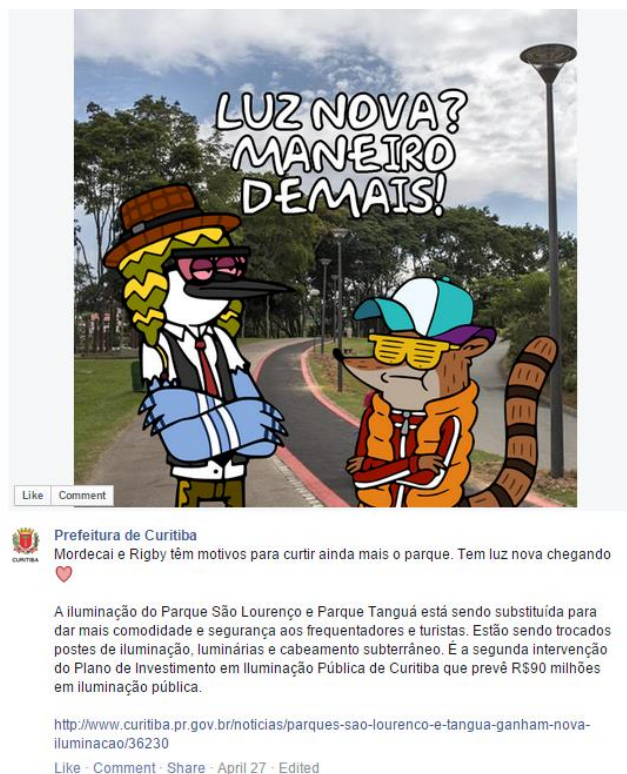 LUZ NOVA?
MANEIRO
DEMAIS!
Like Comment
CURITIBA
Prefeitura de Curitiba
Mordecai e Rigby têm motivos para curtir ainda mais o parque. Tem luz nova chegando
A iluminação do Parque São Lourenço e Parque Tanguá está sendo substituída para
dar mais comodidade e segurança aos frequentadores e turistas. Estão sendo trocados
postes de iluminação, luminárias e cabeamento subterrâneo. É a segunda intervenção
do Plano de Investimento em Iluminação Pública de Curitiba que prevê R$90 milhões
em iluminação pública.
http://www.curitiba.pr.gov.br/noticias/parques-sao-lourenco-e-tangua-ganham-nova-
iluminacao/36230
Like · Comment · Share · April 27 · Edited